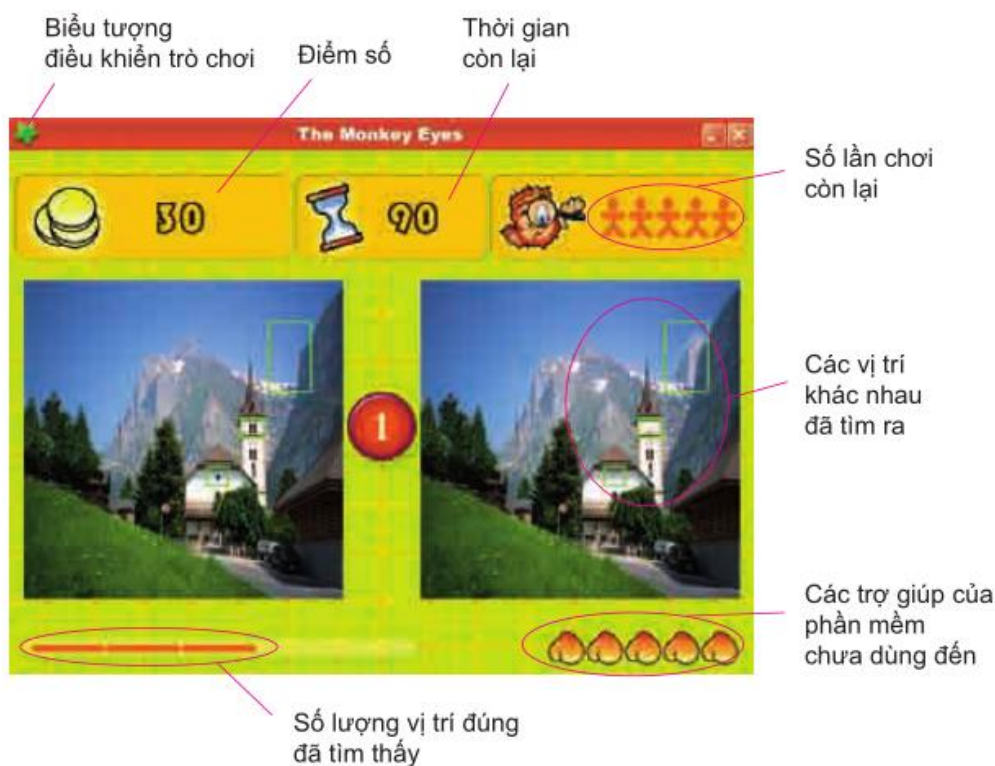 Biểu tượng
điều khiển trò chơi
Điểm số
Thời gian
còn lại
The Monkey Eyes
30
90
Số lần chơi
còn lại
1
Các vị trí
khác nhau
đã tìm ra
Các trợ giúp của
phần mềm
chưa dùng đến
Số lượng vị trí đúng
đã tìm thấy